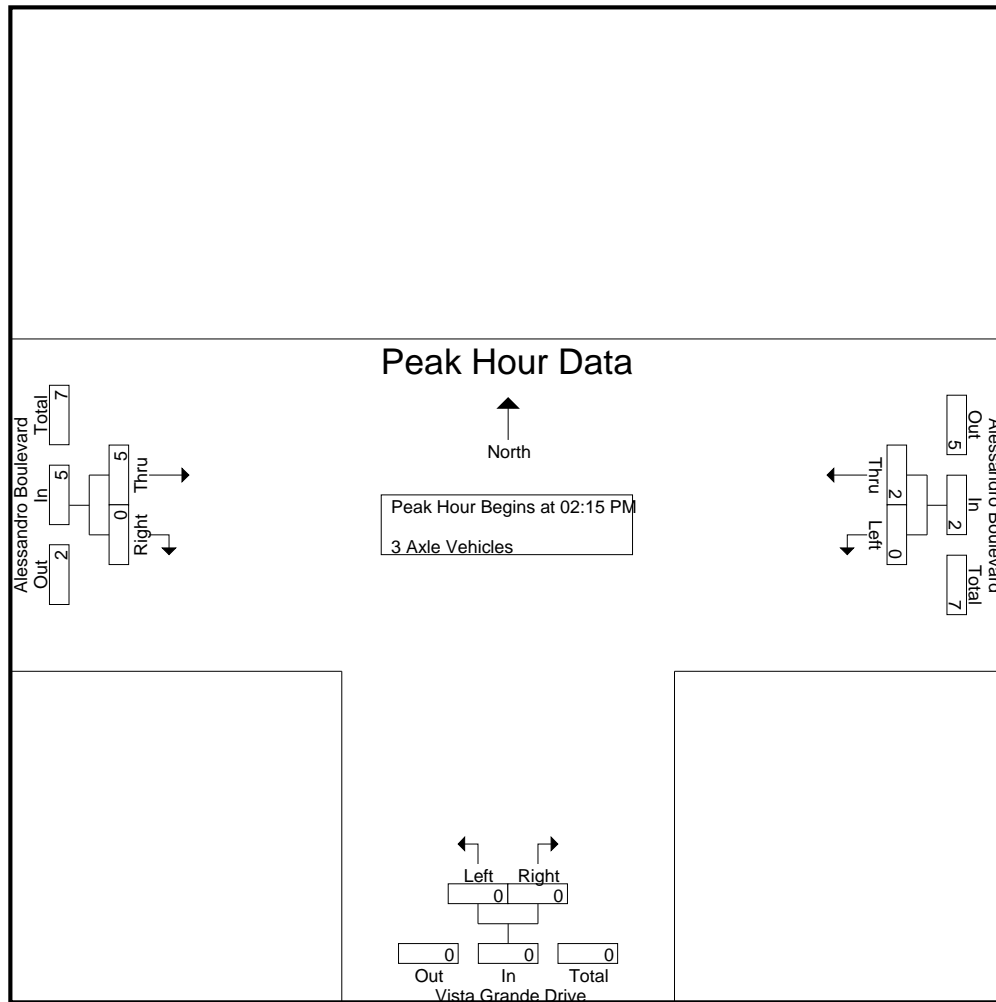 Peak Hour Data
North
Peak Hour Begins at 02:15 PM
3 Axle Vehicles
Alessandro Boulevard
Out In Total
2 5 7
Right Thru
0 5
Alessandro Boulevard
Out In Total
5 2 7
Thru Left
2 0
Left Right
0 0
0 0 0
Out In Total
Vista Grande Drive